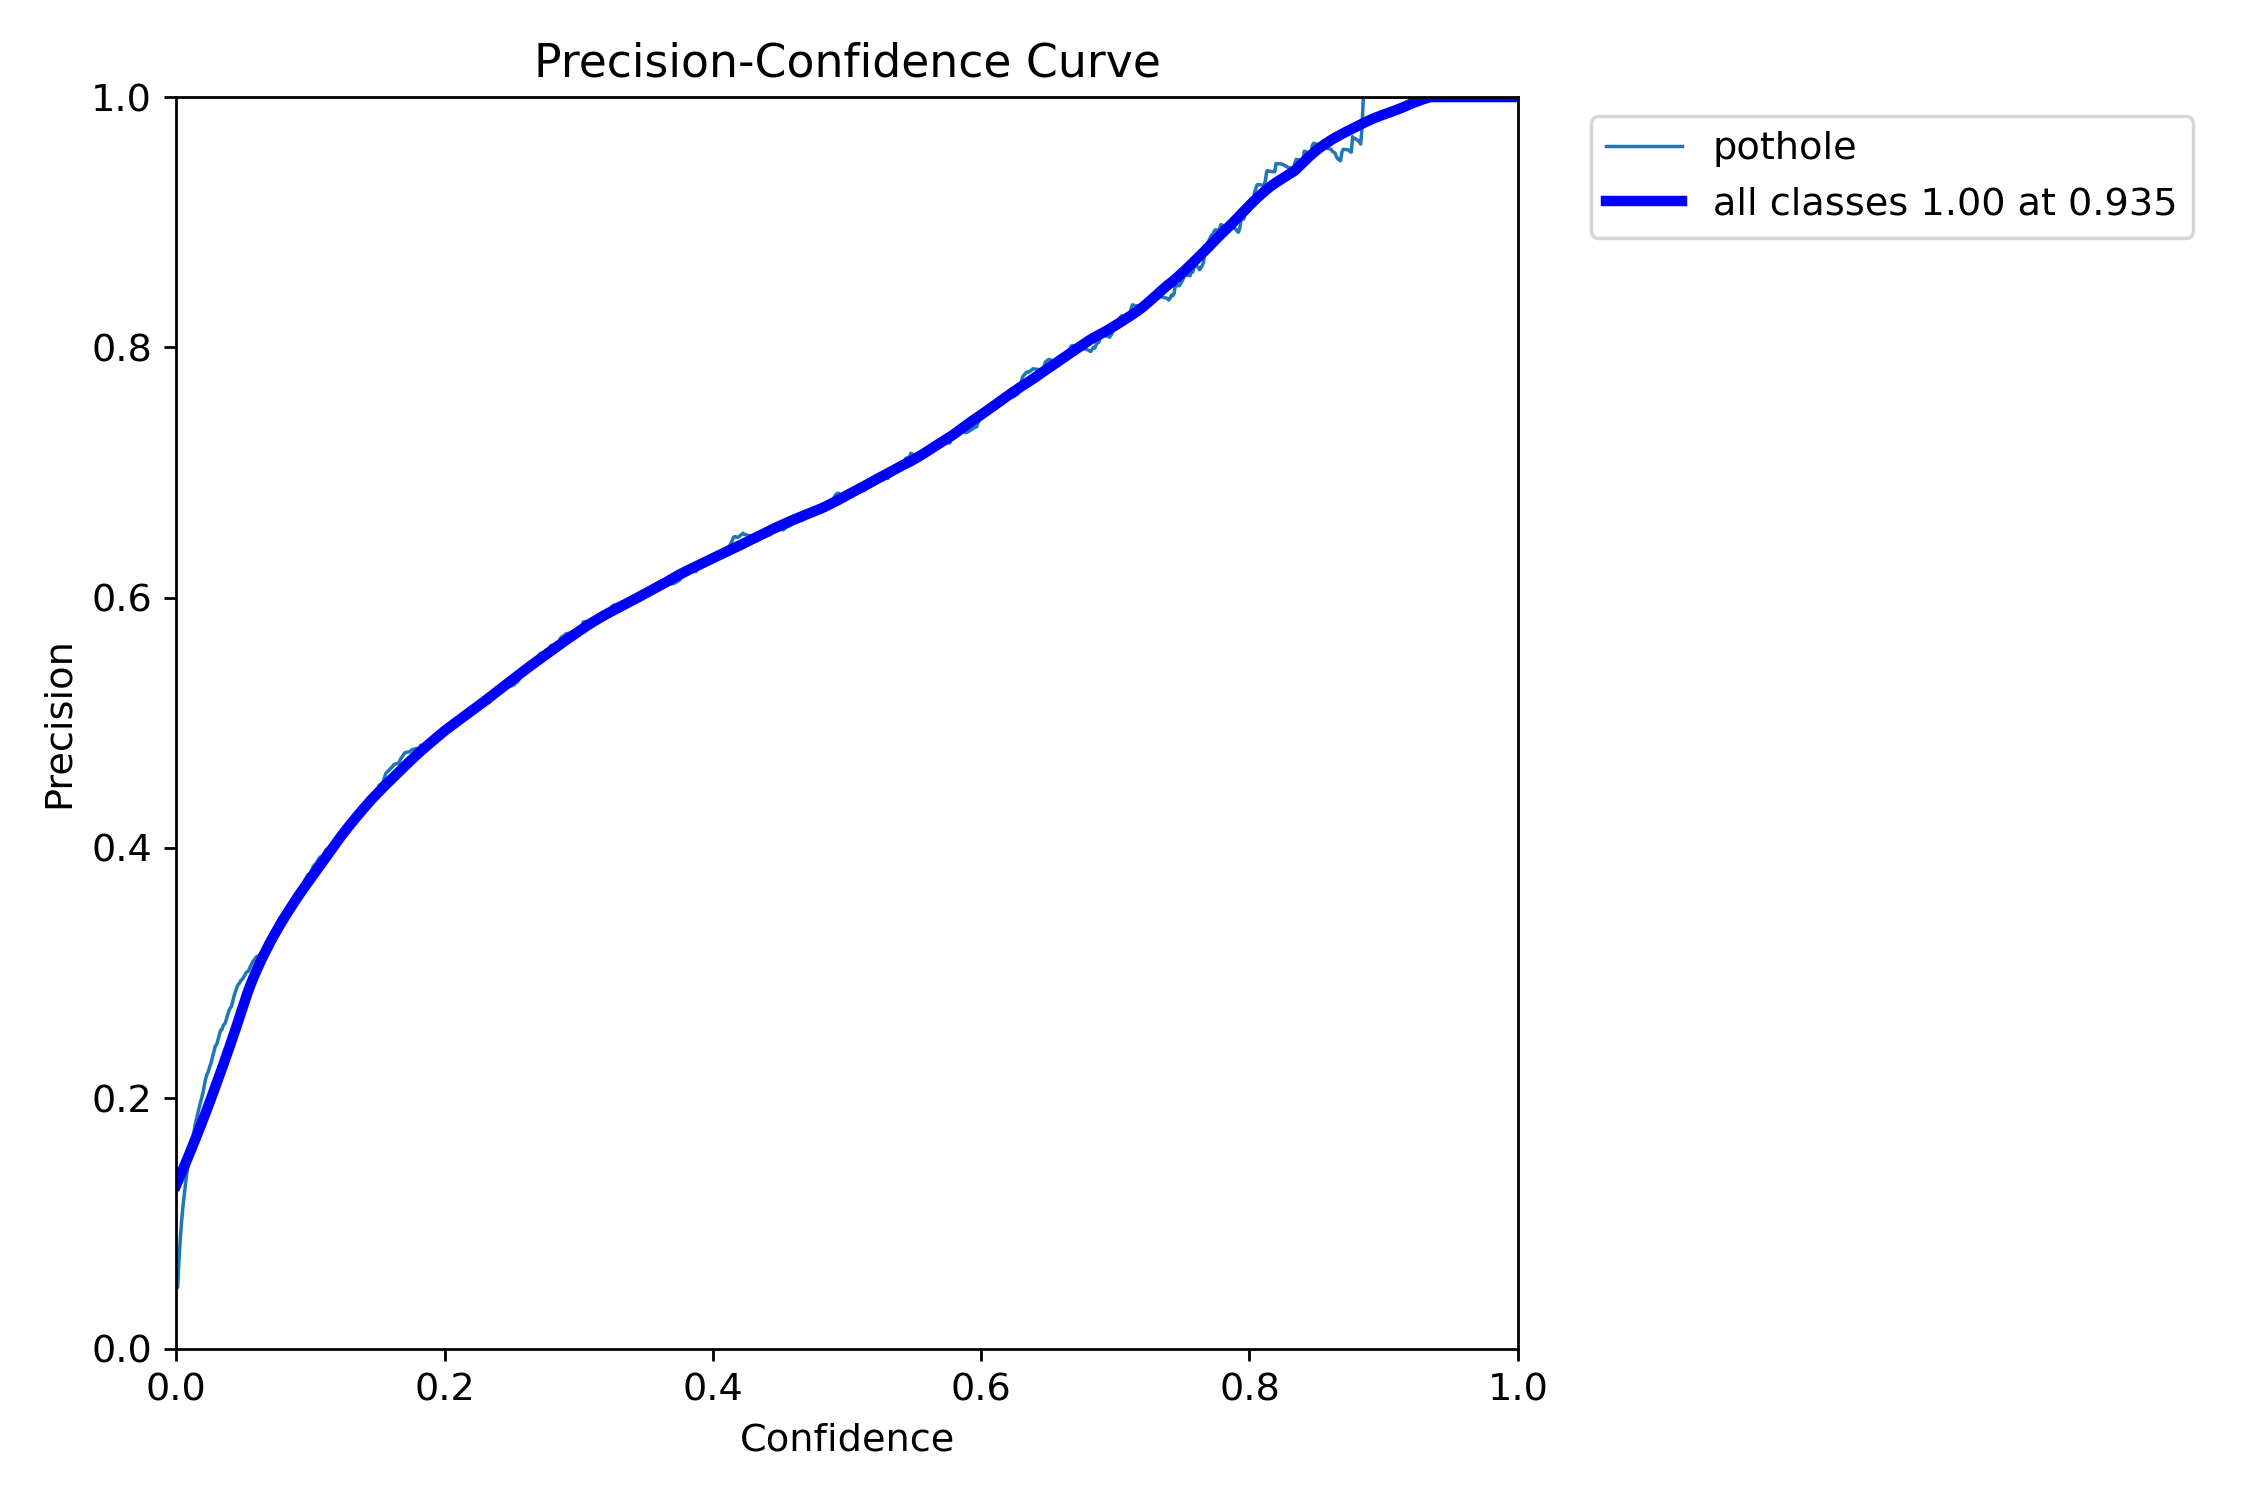 Precision-Confidence Curve
pothole
all classes 1.00 at 0.935
1.0
0.8
0.6
0.4
0.2
0.0
Precision
0.0 0.2 0.4 0.6 0.8 1.0
Confidence